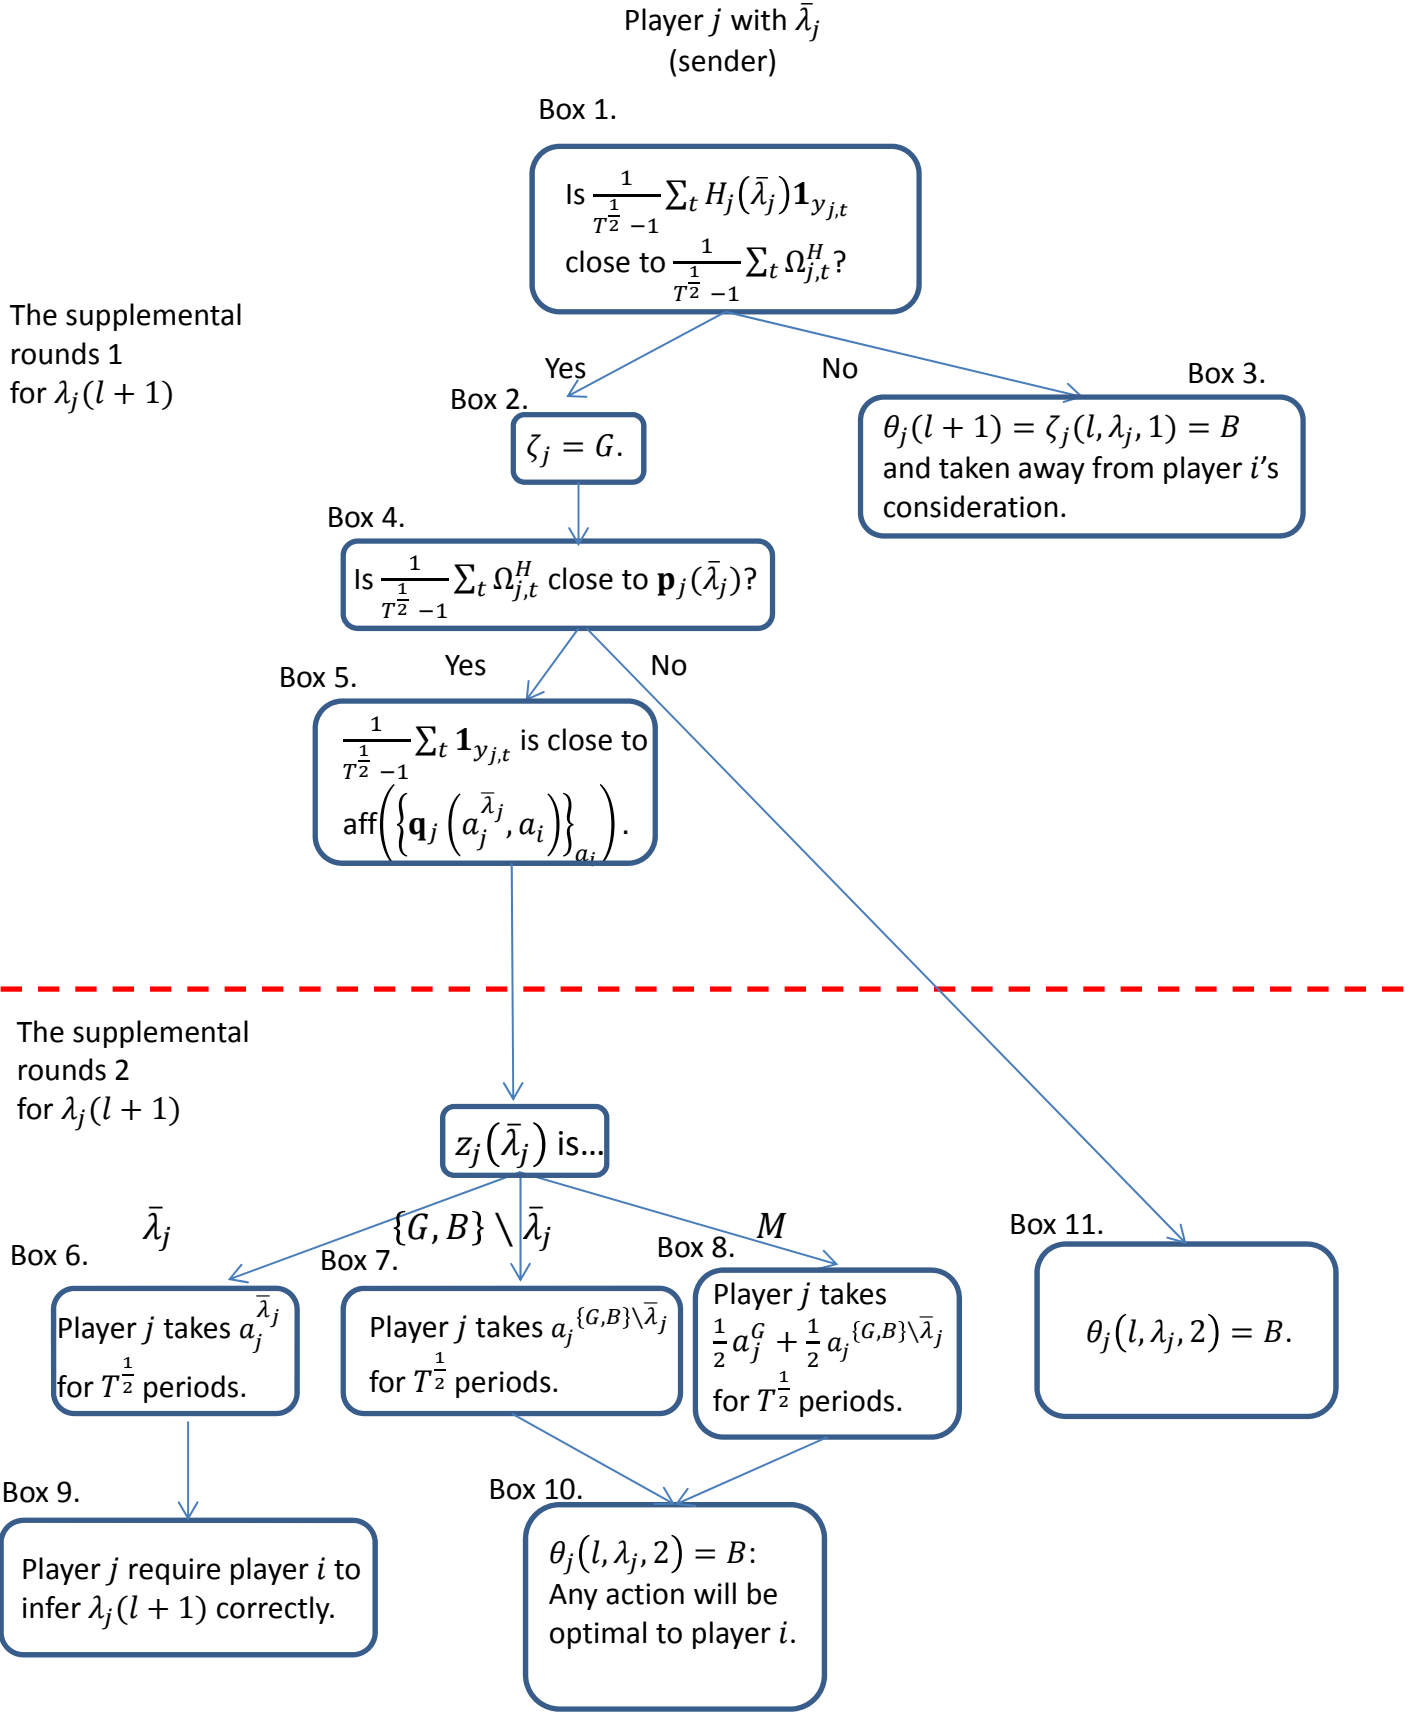 Player 𝑗 with λ̄_𝑗
(sender)
Box 1.
Is 1/(𝑇^(1/2) −1) ∑_𝑡 𝐻_𝑗(λ̄_𝑗)𝟏_{𝑦_{𝑗,𝑡}}
close to 1/(𝑇^(1/2) −1) ∑_𝑡 Ω^𝐻_{𝑗,𝑡}?
The supplemental
rounds 1
for λ_𝑗(𝑙 + 1)
Yes
No
Box 2.
ζ_𝑗 = 𝐺.
Box 3.
θ_𝑗(𝑙 + 1) = ζ_𝑗(𝑙, λ_𝑗, 1) = 𝐵
and taken away from player 𝑖's
consideration.
Box 4.
Is 1/(𝑇^(1/2) −1) ∑_𝑡 Ω^𝐻_{𝑗,𝑡} close to 𝐩_𝑗(λ̄_𝑗)?
Yes
No
Box 5.
1/(𝑇^(1/2) −1) ∑_𝑡 𝟏_{𝑦_{𝑗,𝑡}} is close to
aff({𝐪_𝑗(𝑎_𝑗^{λ̄_𝑗}, 𝑎_𝑖)}_{𝑎_𝑖}).
The supplemental
rounds 2
for λ_𝑗(𝑙 + 1)
𝑧_𝑗(λ̄_𝑗) is…
λ̄_𝑗
{𝐺, 𝐵} \ λ̄_𝑗
𝑀
Box 6.
Player 𝑗 takes 𝑎_𝑗^{λ̄_𝑗}
for 𝑇^(1/2) periods.
Box 7.
Player 𝑗 takes 𝑎_𝑗^{{𝐺,𝐵}\λ̄_𝑗}
for 𝑇^(1/2) periods.
Box 8.
Player 𝑗 takes
1/2 𝑎_𝑗^𝐺 + 1/2 𝑎_𝑗^{{𝐺,𝐵}\λ̄_𝑗}
for 𝑇^(1/2) periods.
Box 11.
θ_𝑗(𝑙, λ_𝑗, 2) = 𝐵.
Box 9.
Player 𝑗 require player 𝑖 to
infer λ_𝑗(𝑙 + 1) correctly.
Box 10.
θ_𝑗(𝑙, λ_𝑗, 2) = 𝐵:
Any action will be
optimal to player 𝑖.